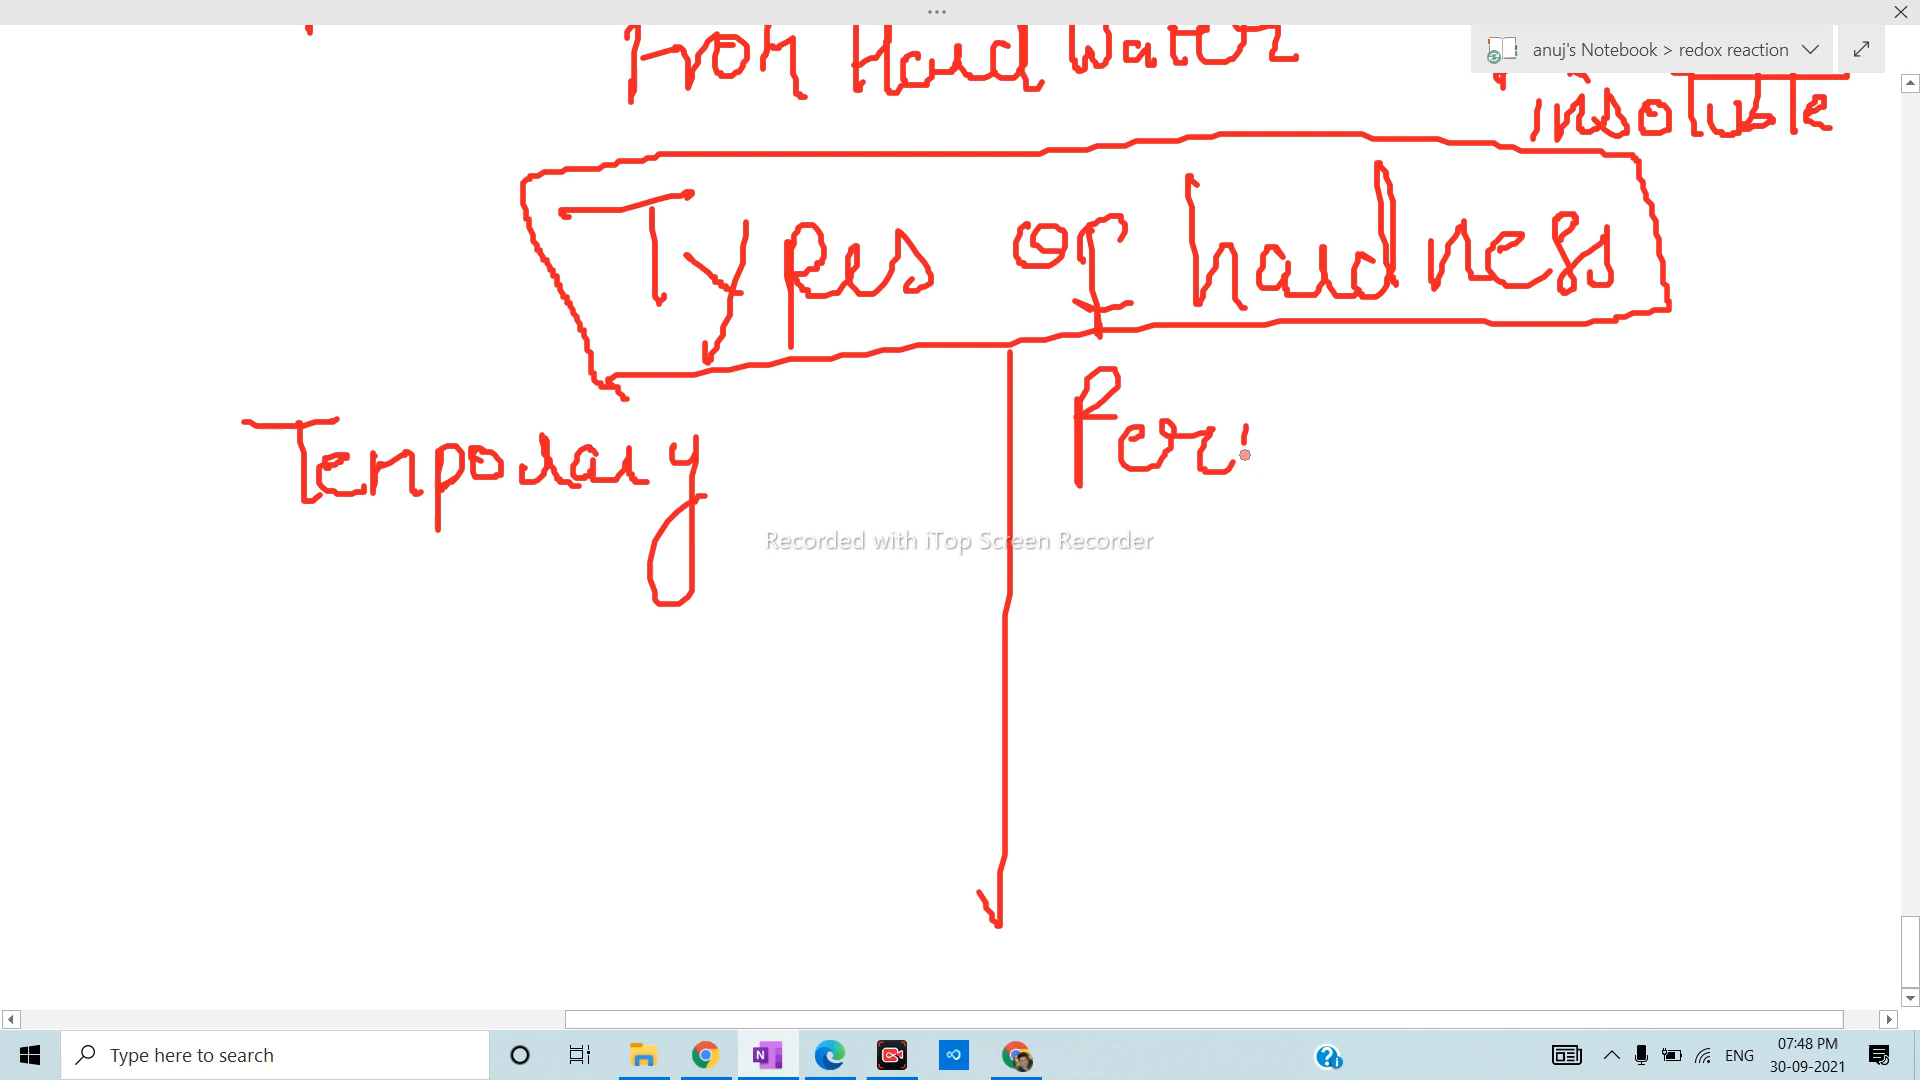 anuj's Notebook > redox reaction
from Hard Water
insoluble
Types of hardness
Temporary
Per
Recorded with iTop Screen Recorder
Type here to search
ENG
07:48 PM
30-09-2021